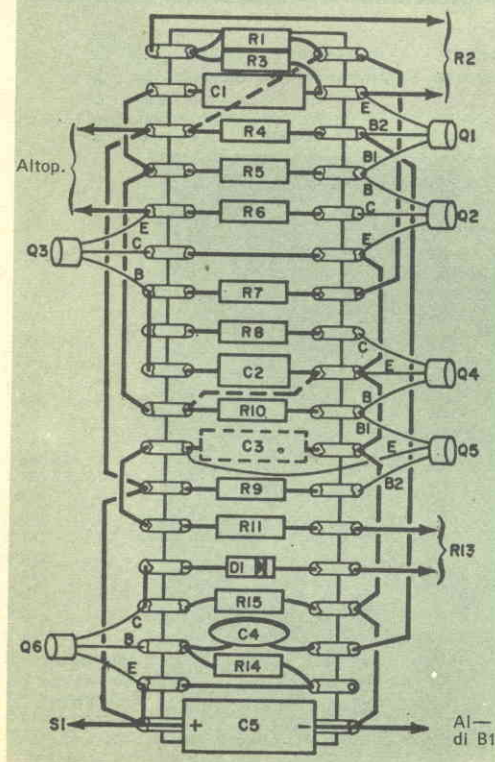 R1
R3
R2
C1
E
Q1
B2
R4
Altop.
B1
R5
B
C
Q2
R6
E
E
Q3
C
B
R7
R8
C
C2
E
Q4
B
R10
B1
C3
E
Q5
B2
R9
R11
R13
D1
C
R15
Q6
B
C4
E
R14
S1
+ C5 –
Al—
di B1